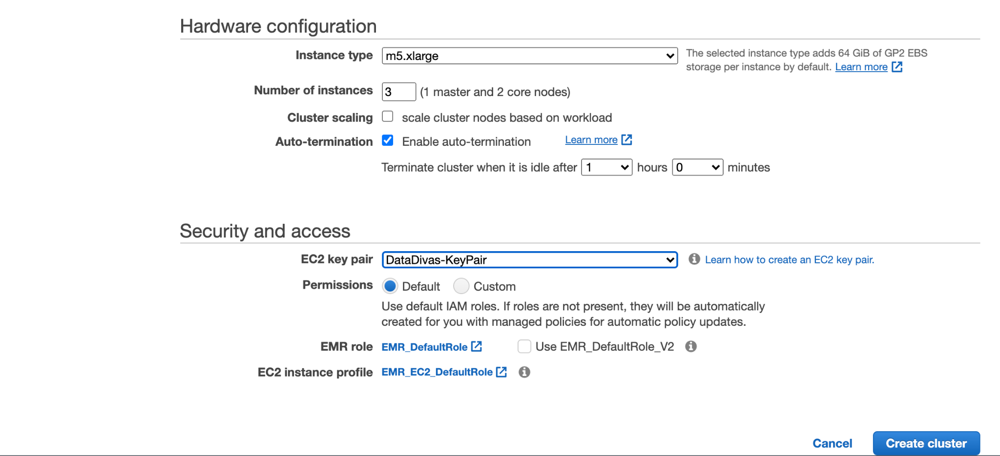 Hardware configuration
Instance type m5.xlarge The selected instance type adds 64 GiB of GP2 EBS
storage per instance by default. Learn more
Number of instances 3 (1 master and 2 core nodes)
Cluster scaling scale cluster nodes based on workload
Auto-termination Enable auto-termination Learn more
Terminate cluster when it is idle after 1 hours 0 minutes
Security and access
EC2 key pair DataDivas-KeyPair Learn how to create an EC2 key pair.
Permissions Default Custom
Use default IAM roles. If roles are not present, they will be automatically
created for you with managed policies for automatic policy updates.
EMR role EMR_DefaultRole Use EMR_DefaultRole_V2
EC2 instance profile EMR_EC2_DefaultRole
Cancel Create cluster